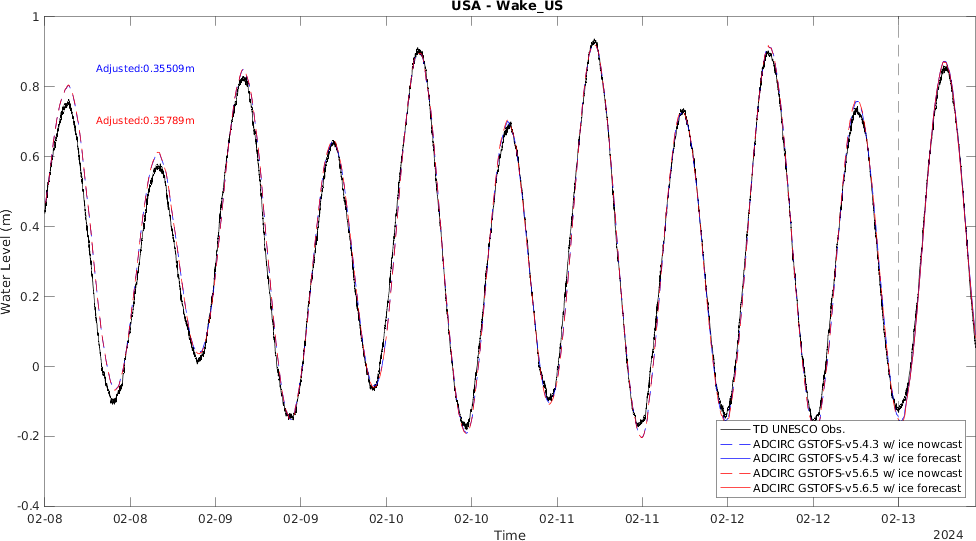 USA - Wake_US
1
0.8
0.6
0.4
0.2
0
-0.2
-0.4
Water Level (m)
Adjusted:0.35509m
Adjusted:0.35789m
TD UNESCO Obs.
ADCIRC GSTOFS-v5.4.3 w/ ice nowcast
ADCIRC GSTOFS-v5.4.3 w/ ice forecast
ADCIRC GSTOFS-v5.6.5 w/ ice nowcast
ADCIRC GSTOFS-v5.6.5 w/ ice forecast
02-08 02-08 02-09 02-09 02-10 02-10 02-11 02-11 02-12 02-12 02-13
Time
2024